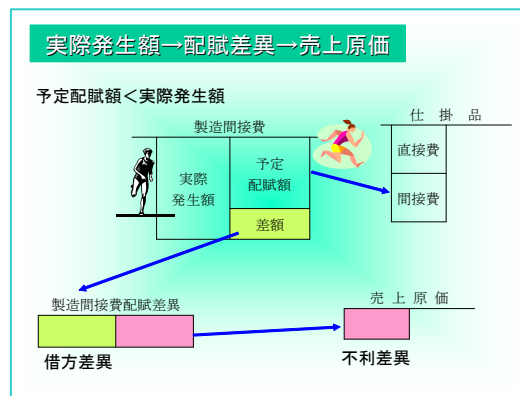 実際発生額→配賦差異→売上原価
予定配賦額＜実際発生額
仕掛品
製造間接費
直接費
予定
配賦額
実際
発生額
間接費
差額
製造間接費配賦差異
売上原価
借方差異
不利差異